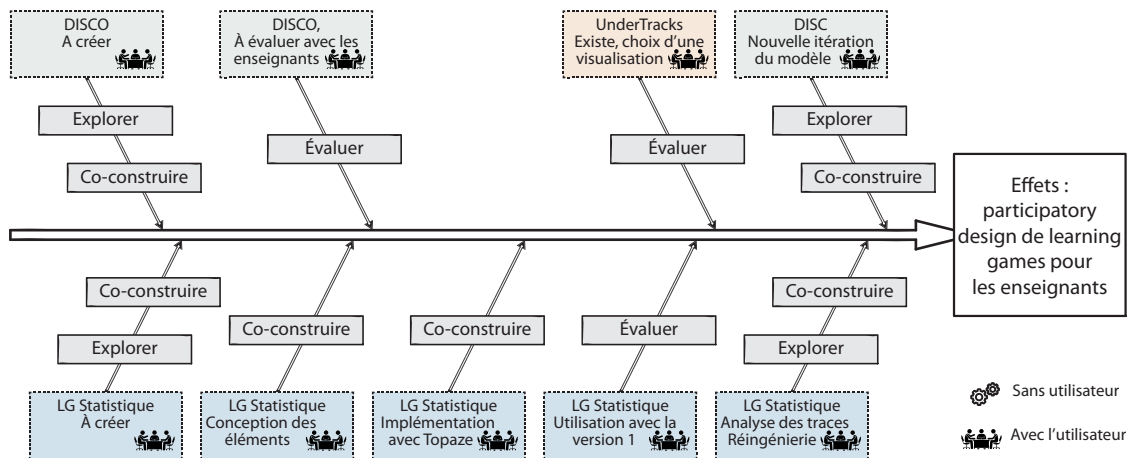 DISCO
A créer
DISCO,
À évaluer avec les
enseignants
UnderTracks
Existe, choix d'une
visualisation
DISC
Nouvelle itération
du modèle
Explorer
Co-construire
Évaluer
Évaluer
Explorer
Co-construire
Effets :
participatory
design de learning
games pour
les enseignants
Co-construire
Explorer
Co-construire
Co-construire
Évaluer
Co-construire
Explorer
LG Statistique
À créer
LG Statistique
Conception des
éléments
LG Statistique
Implémentation
avec Topaze
LG Statistique
Utilisation avec la
version 1
LG Statistique
Analyse des traces
Réingénierie
Sans utilisateur
Avec l'utilisateur